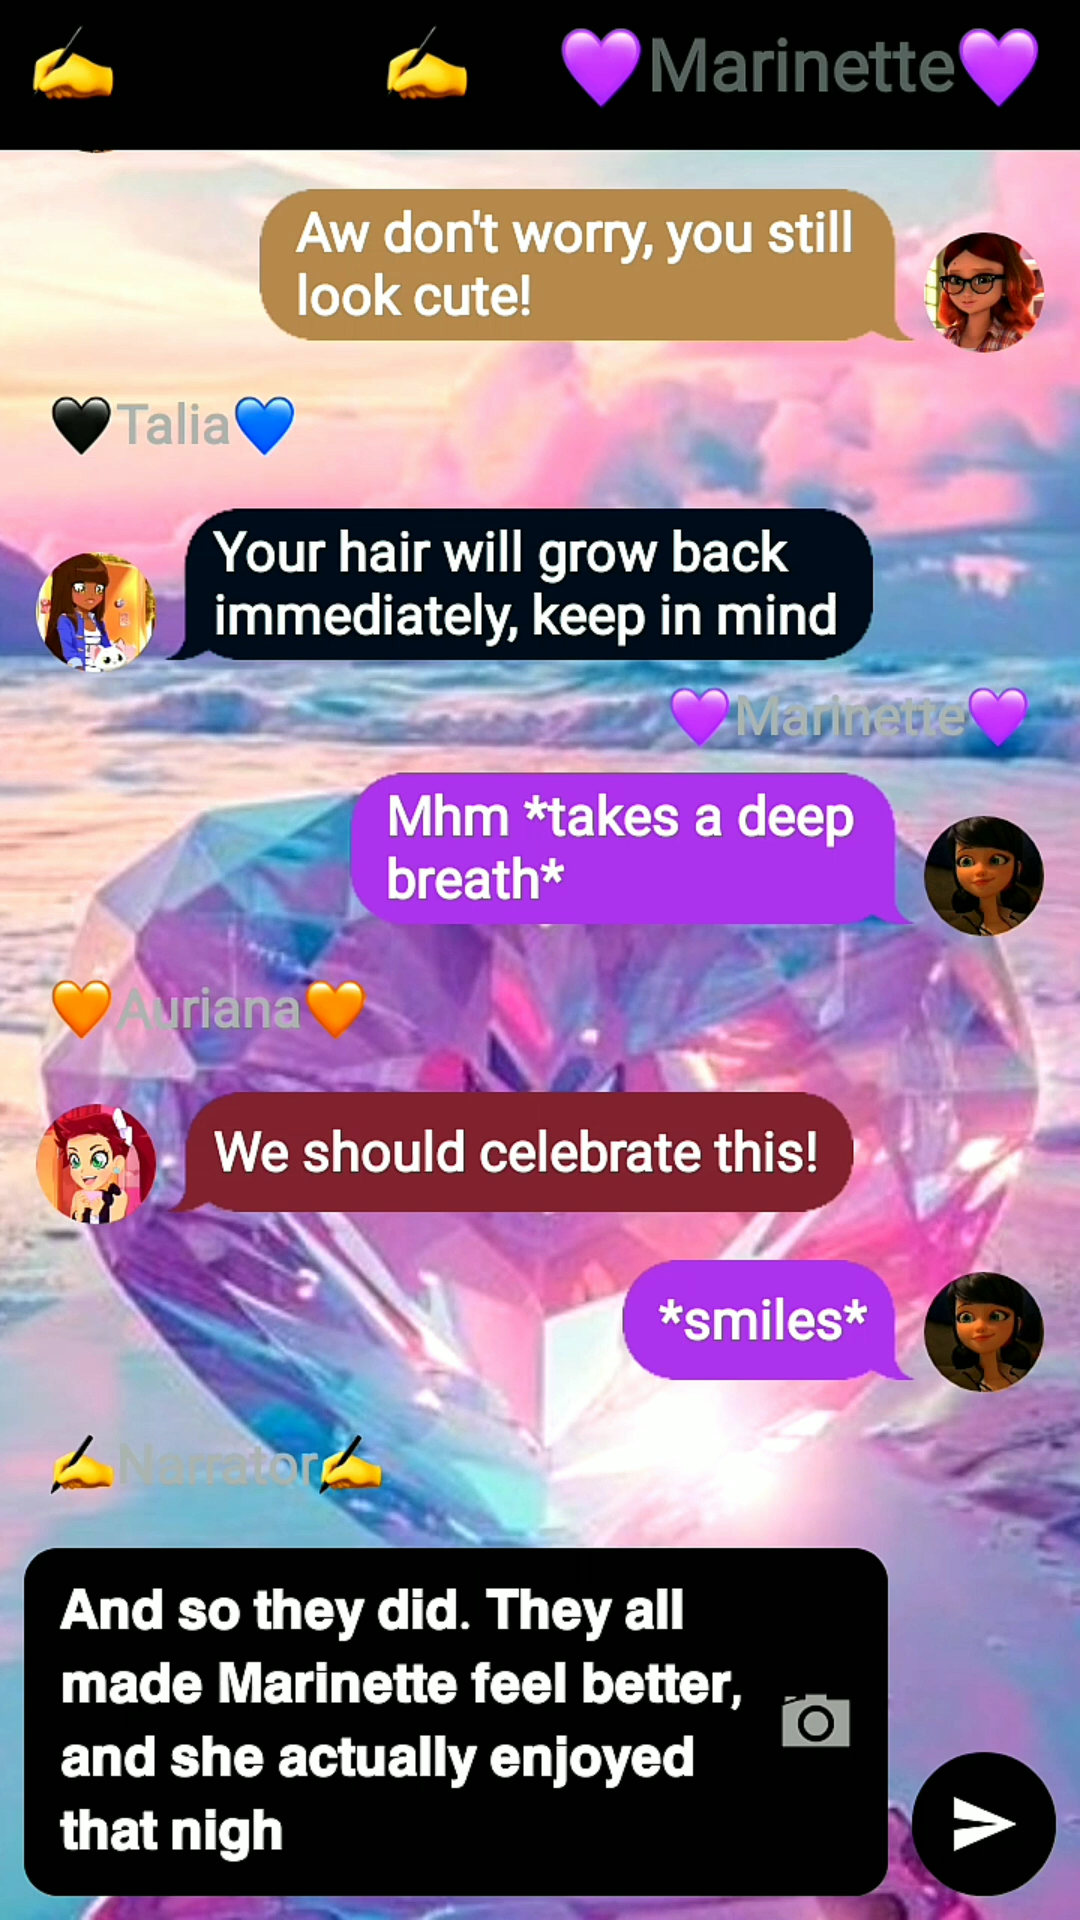 ✍️ ✍️ 💜Marinette💜
Aw don't worry, you still
look cute!
🖤Talia💙
Your hair will grow back
immediately, keep in mind
💜Marinette💜
Mhm *takes a deep
breath*
🧡Auriana🧡
We should celebrate this!
*smiles*
✍️Narrator✍️
And so they did. They all
made Marinette feel better,
and she actually enjoyed
that nigh